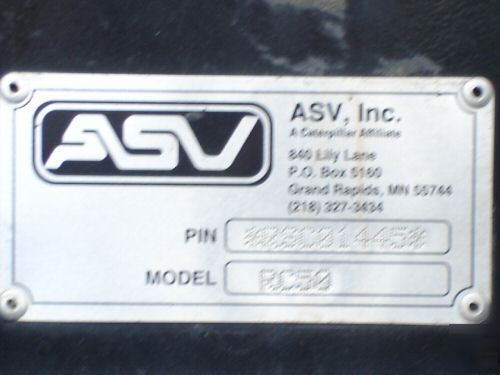 ASV
ASV, Inc.
A Caterpillar Affiliate
840 Lily Lane
P.O. Box 5160
Grand Rapids, MN 55744
(218) 327-3434
PIN *RSC01445*
MODEL RC50